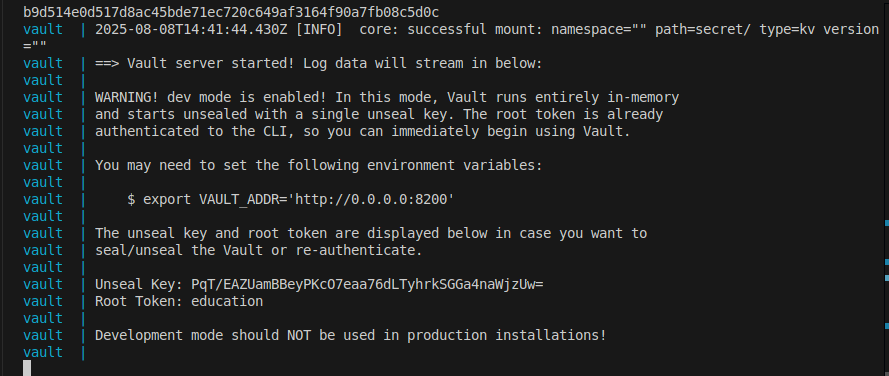 b9d514e0d517d8ac45bde71ec720c649af3164f90a7fb08c5d0c
vault | 2025-08-08T14:41:44.430Z [INFO]  core: successful mount: namespace="" path=secret/ type=kv version
=""
vault | ==> Vault server started! Log data will stream in below:
vault |
vault | WARNING! dev mode is enabled! In this mode, Vault runs entirely in-memory
vault | and starts unsealed with a single unseal key. The root token is already
vault | authenticated to the CLI, so you can immediately begin using Vault.
vault |
vault | You may need to set the following environment variables:
vault |
vault |     $ export VAULT_ADDR='http://0.0.0.0:8200'
vault |
vault | The unseal key and root token are displayed below in case you want to
vault | seal/unseal the Vault or re-authenticate.
vault |
vault | Unseal Key: PqT/EAZUamBBeyPKcO7eaa76dLTyhrkSGGa4naWjzUw=
vault | Root Token: education
vault |
vault | Development mode should NOT be used in production installations!
vault |